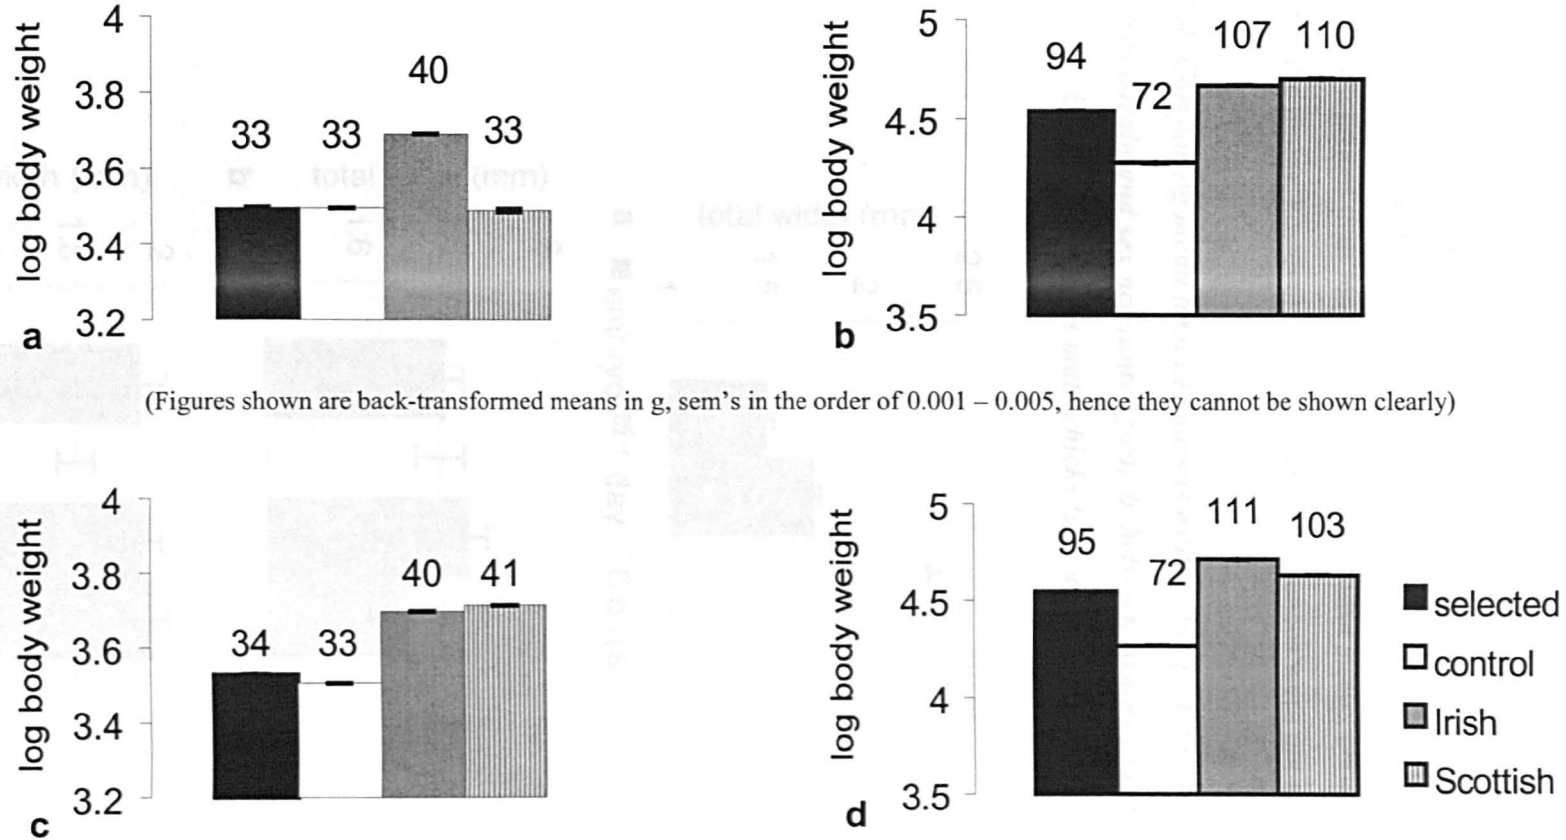 log body weight
4
3.8
3.6
3.4
3.2
33 33 40 33
a
log body weight
5
4.5
4
3.5
94 72 107 110
b
(Figures shown are back-transformed means in g, sem's in the order of 0.001 – 0.005, hence they cannot be shown clearly)
log body weight
4
3.8
3.6
3.4
3.2
34 33 40 41
c
log body weight
5
4.5
4
3.5
95 72 111 103
d
selected
control
Irish
Scottish